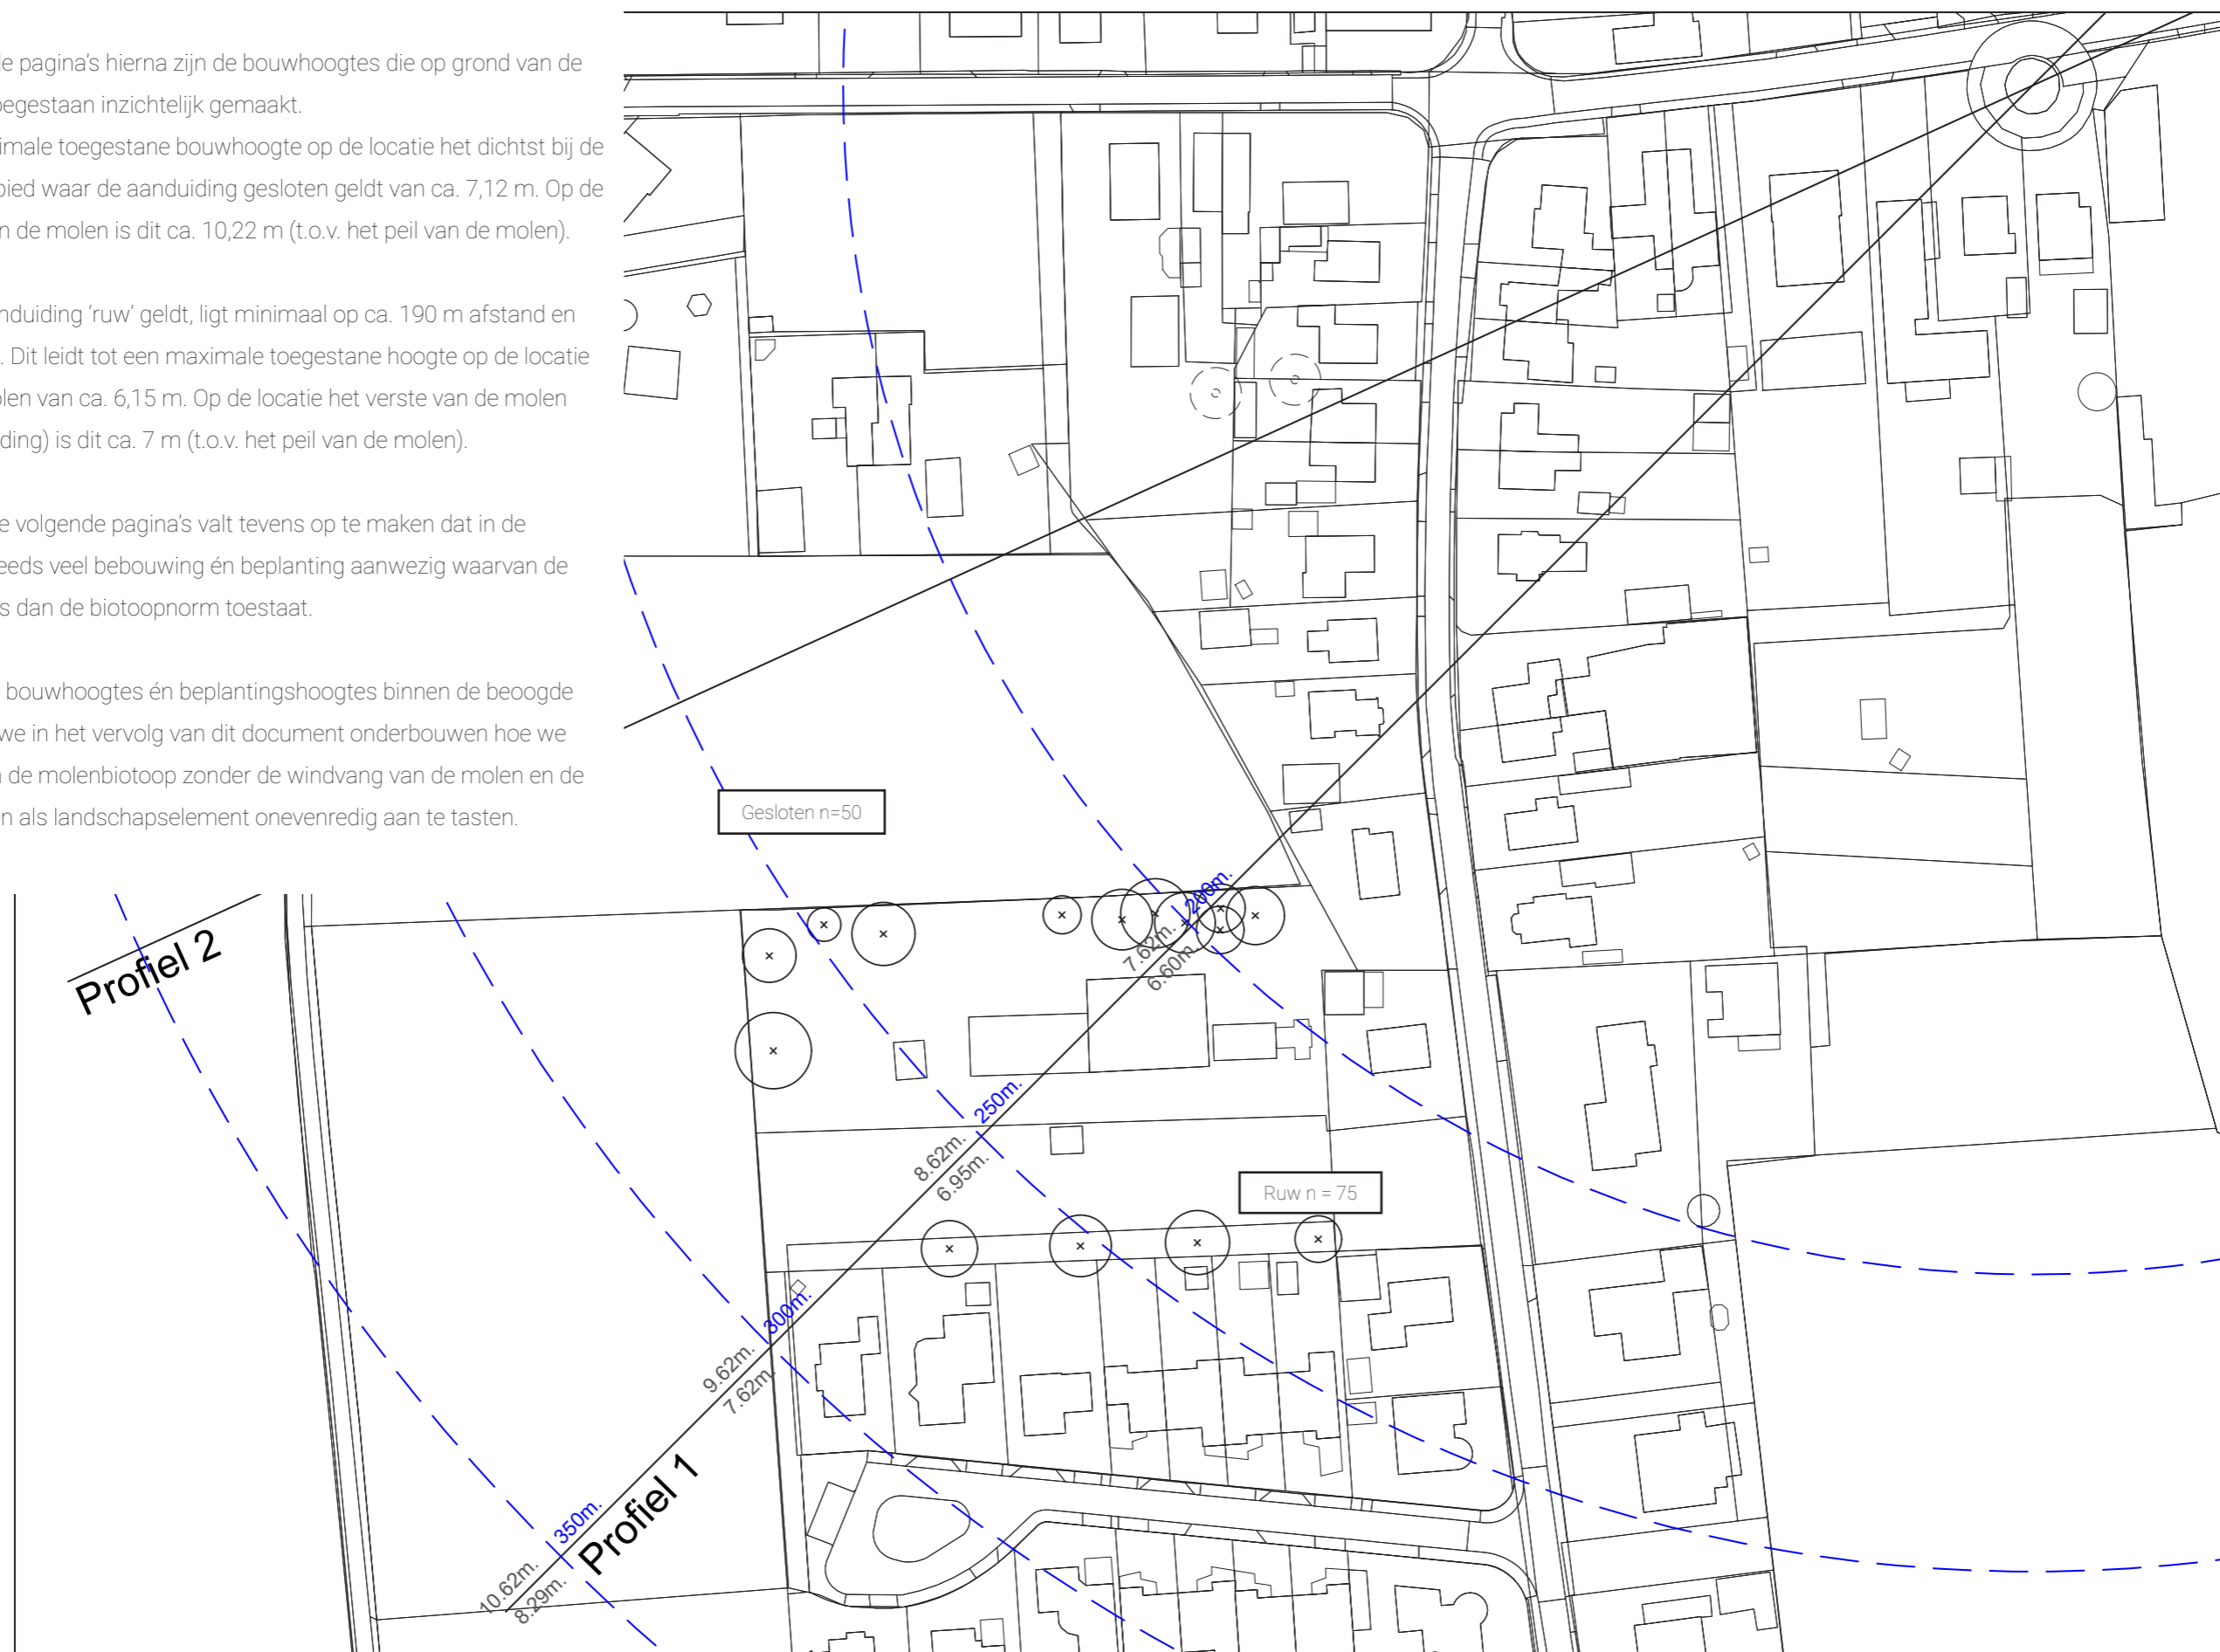 le pagina's hierna zijn de bouwhoogtes die op grond van de
oegestaan inzichtelijk gemaakt.
imale toegestane bouwhoogte op de locatie het dichtst bij de
bied waar de aanduiding gesloten geldt van ca. 7,12 m. Op de
n de molen is dit ca. 10,22 m (t.o.v. het peil van de molen).
nduiding 'ruw' geldt, ligt minimaal op ca. 190 m afstand en
. Dit leidt tot een maximale toegestane hoogte op de locatie
olen van ca. 6,15 m. Op de locatie het verste van de molen
ding) is dit ca. 7 m (t.o.v. het peil van de molen).
e volgende pagina's valt tevens op te maken dat in de
eeds veel bebouwing én beplanting aanwezig waarvan de
s dan de biotoopnorm toestaat.
bouwhoogtes én beplantingshoogtes binnen de beoogde
we in het vervolg van dit document onderbouwen hoe we
n de molenbiotoop zonder de windvang van de molen en de
en als landschapselement onevenredig aan te tasten.
Gesloten n=50
200m.
7.62m.
6.60m.
Profiel 2
250m.
8.62m.
6.95m.
Ruw n = 75
300m.
9.62m.
7.62m.
Profiel 1
350m.
10.62m.
8.29m.